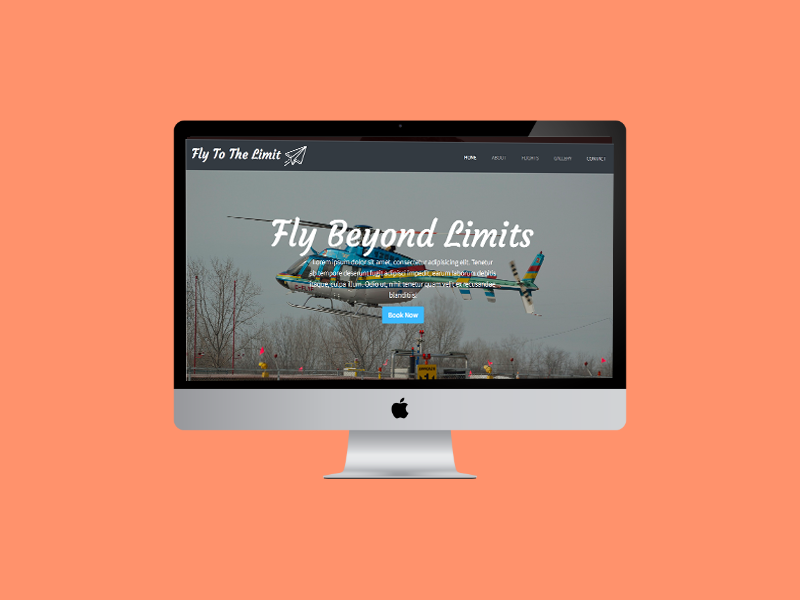 Fly To The Limit
HOME ABOUT FLIGHTS GALLERY CONTACT
Fly Beyond Limits
Lorem ipsum dolor sit amet, consectetur adipisicing elit. Tenetur
ab tempore deserunt fugit adipisci impedit, earum laborum debitis
itaque, culpa illum. Odio ut, nihil tenetur quam velit ex recusandae
blanditiis.
Book Now